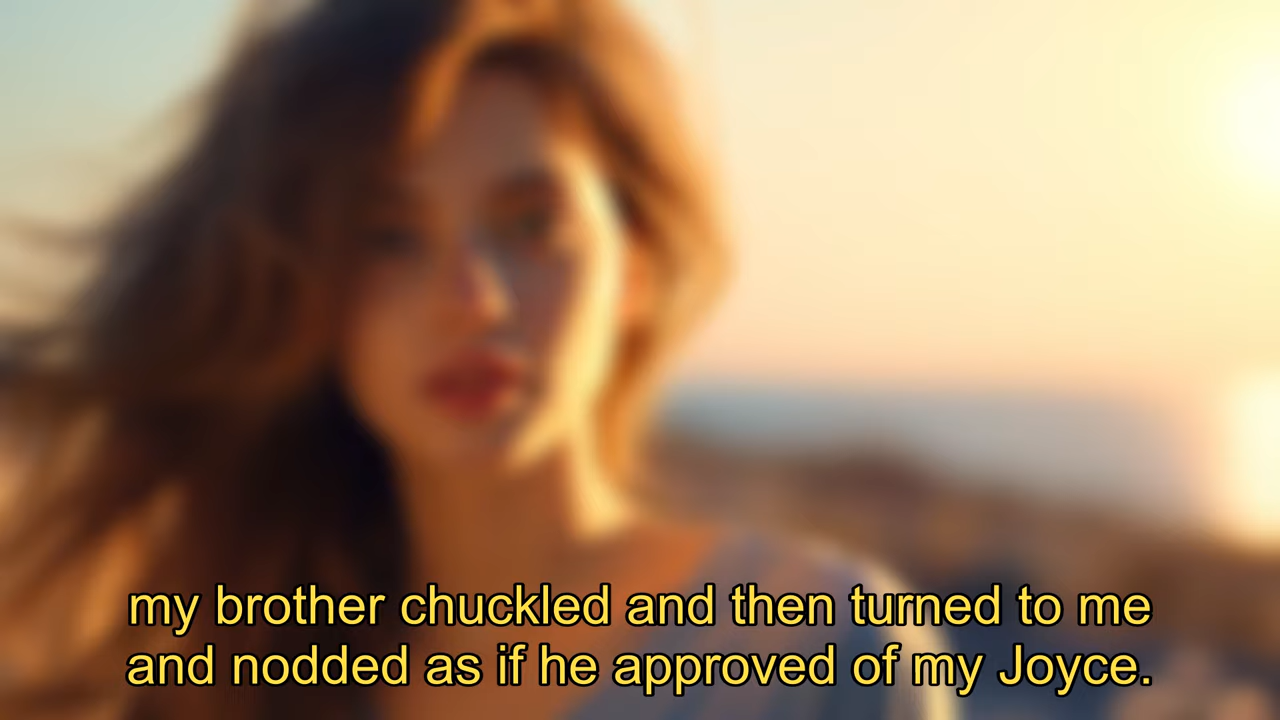 my brother chuckled and then turned to me
and nodded as if he approved of my Joyce.